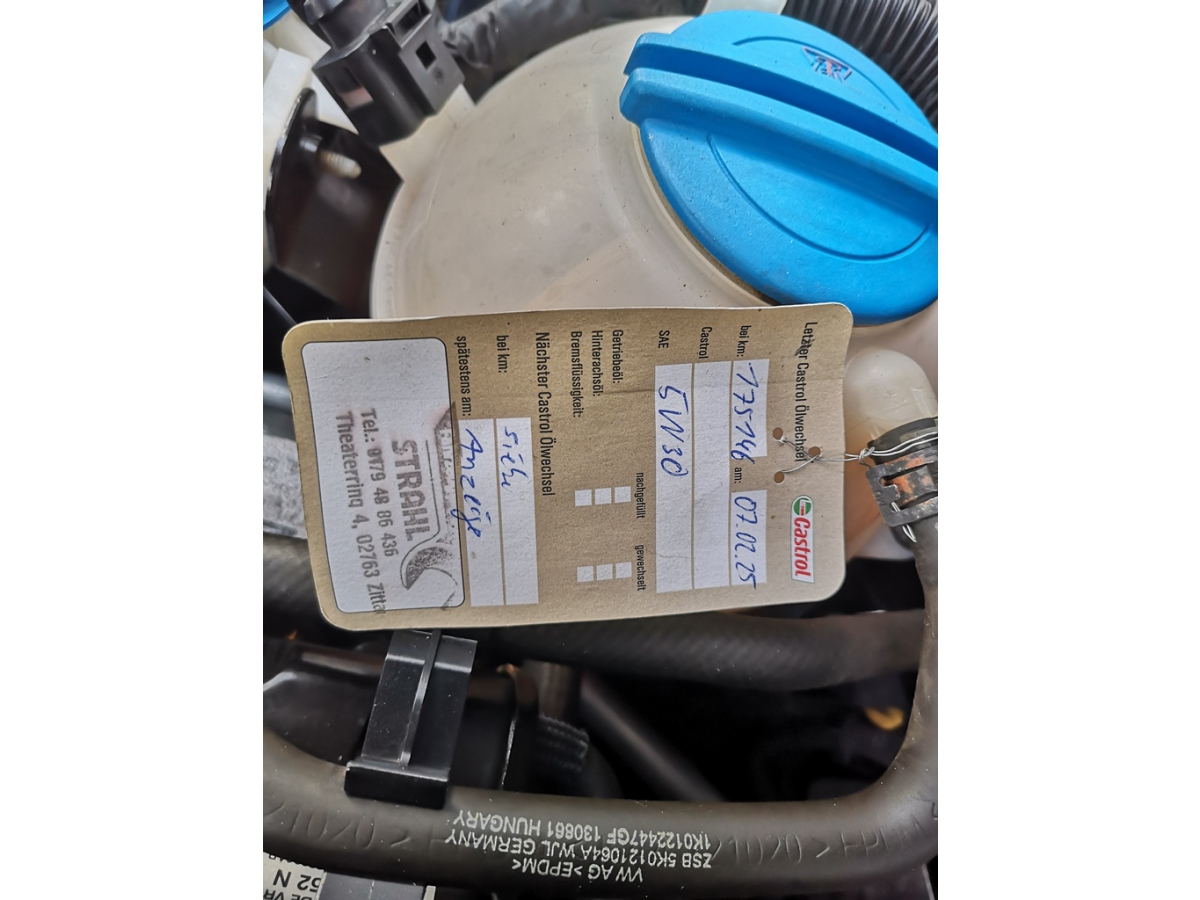 Letzter Castrol Ölwechsel
Castrol
bei km: 175146 am: 07.02.25
Castrol
SAE 5W30
nachgefüllt gewechselt
Getriebeöl:
Hinterachsöl:
Bremsflüssigkeit:
Nächster Castrol Ölwechsel
bei km: siehe
spätestens am: Anzeige
STRAHL
Tel.: 0179 48 86 436
Theaterring 4, 02763 Zittau
VW AG >EPDM<
ZSB 5K0121064A WJL GERMANY
1K0122447GF 130861 HUNGARY
52 N